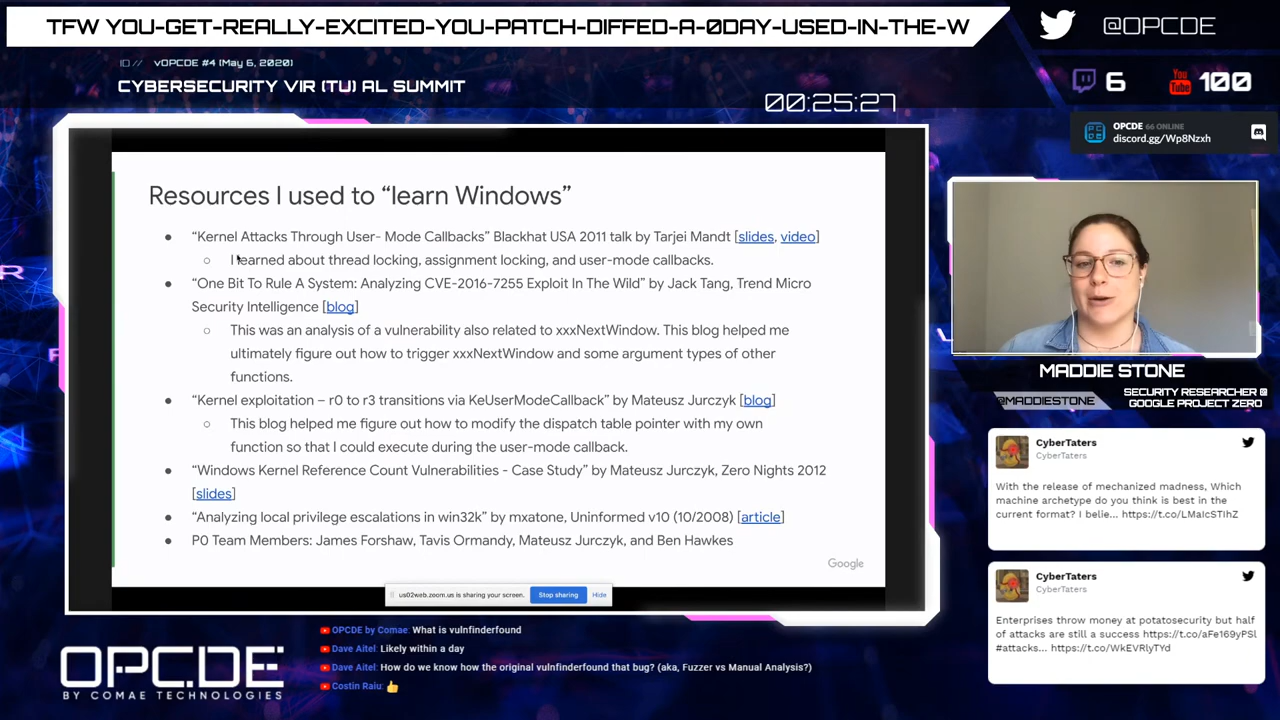 TFW YOU-GET-REALLY-EXCITED-YOU-PATCH-DIFFED-A-0DAY-USED-IN-THE-W
@OPCDE
ID // vOPCDE #4 (May 6, 2020)
CYBERSECURITY VIR (TU) AL SUMMIT
00:25:27
6
You Tube
100
OPCDE 66 ONLINE
discord.gg/Wp8Nzxh
Resources I used to “learn Windows”
● “Kernel Attacks Through User- Mode Callbacks” Blackhat USA 2011 talk by Tarjei Mandt [slides, video]
○ I learned about thread locking, assignment locking, and user-mode callbacks.
● “One Bit To Rule A System: Analyzing CVE-2016-7255 Exploit In The Wild” by Jack Tang, Trend Micro
Security Intelligence [blog]
○ This was an analysis of a vulnerability also related to xxxNextWindow. This blog helped me
ultimately figure out how to trigger xxxNextWindow and some argument types of other
functions.
● “Kernel exploitation – r0 to r3 transitions via KeUserModeCallback” by Mateusz Jurczyk [blog]
○ This blog helped me figure out how to modify the dispatch table pointer with my own
function so that I could execute during the user-mode callback.
● “Windows Kernel Reference Count Vulnerabilities - Case Study” by Mateusz Jurczyk, Zero Nights 2012
[slides]
● “Analyzing local privilege escalations in win32k” by mxatone, Uninformed v10 (10/2008) [article]
● P0 Team Members: James Forshaw, Tavis Ormandy, Mateusz Jurczyk, and Ben Hawkes
Google
us02web.zoom.us is sharing your screen. Stop sharing Hide
MADDIE STONE
@MADDIESTONE
SECURITY RESEARCHER @
GOOGLE PROJECT ZERO
CyberTaters
CyberTaters
With the release of mechanized madness, Which
machine archetype do you think is best in the
current format? I belie... https://t.co/LMaIcSTIhZ
CyberTaters
CyberTaters
Enterprises throw money at potatosecurity but half
of attacks are still a success https://t.co/aFe169yPSl
#attacks... https://t.co/WkEVRlyTYd
OPCDE
BY COMAE TECHNOLOGIES
OPCDE by Comae: What is vulnfinderfound
Dave Aitel: Likely within a day
Dave Aitel: How do we know how the original vulnfinderfound that bug? (aka, Fuzzer vs Manual Analysis?)
Costin Raiu: 👍